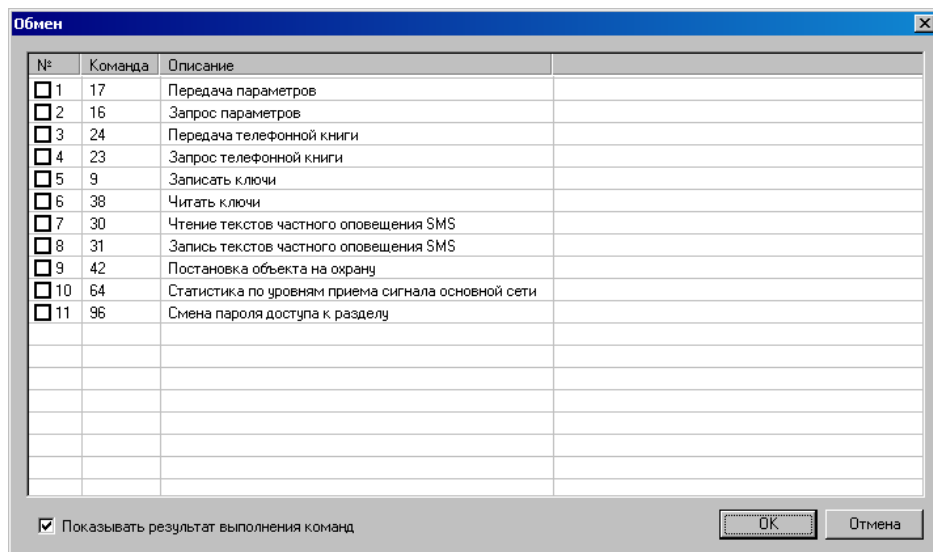 Обмен
№ Команда Описание
1 17 Передача параметров
2 16 Запрос параметров
3 24 Передача телефонной книги
4 23 Запрос телефонной книги
5 9 Записать ключи
6 38 Читать ключи
7 30 Чтение текстов частного оповещения SMS
8 31 Запись текстов частного оповещения SMS
9 42 Постановка объекта на охрану
10 64 Статистика по уровням приема сигнала основной сети
11 96 Смена пароля доступа к разделу
Показывать результат выполнения команд OK Отмена